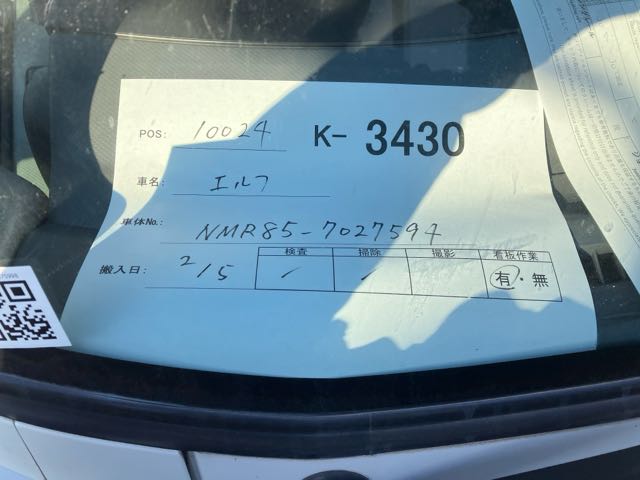 POS: 10024 K- 3430
車名: エルフ
車体No.: NMR85-7027594
搬入日: 2/5
検査 掃除 撮影 看板作業
✓ ✓ 有・無